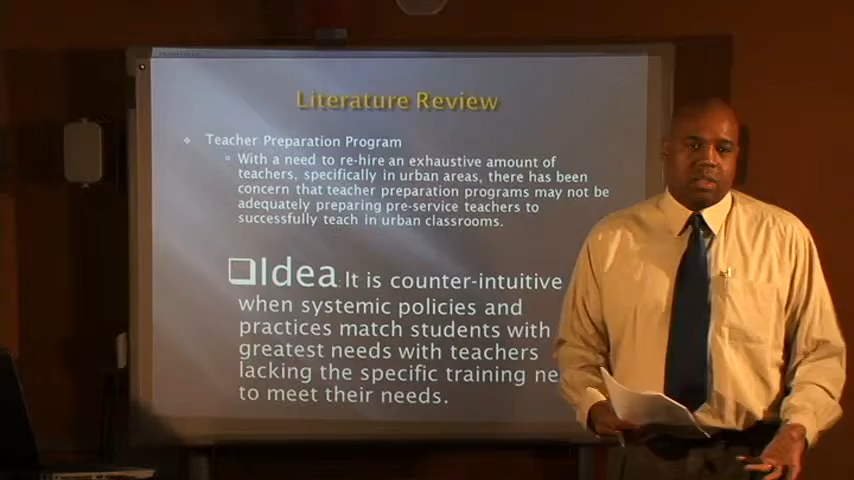 Literature Review
Teacher Preparation Program
With a need to re-hire an exhaustive amount of
teachers, specifically in urban areas, there has been
concern that teacher preparation programs may not be
adequately preparing pre-service teachers to
successfully teach in urban classrooms.
Idea It is counter-intuitive
when systemic policies and
practices match students with
greatest needs with teachers
lacking the specific training ne
to meet their needs.